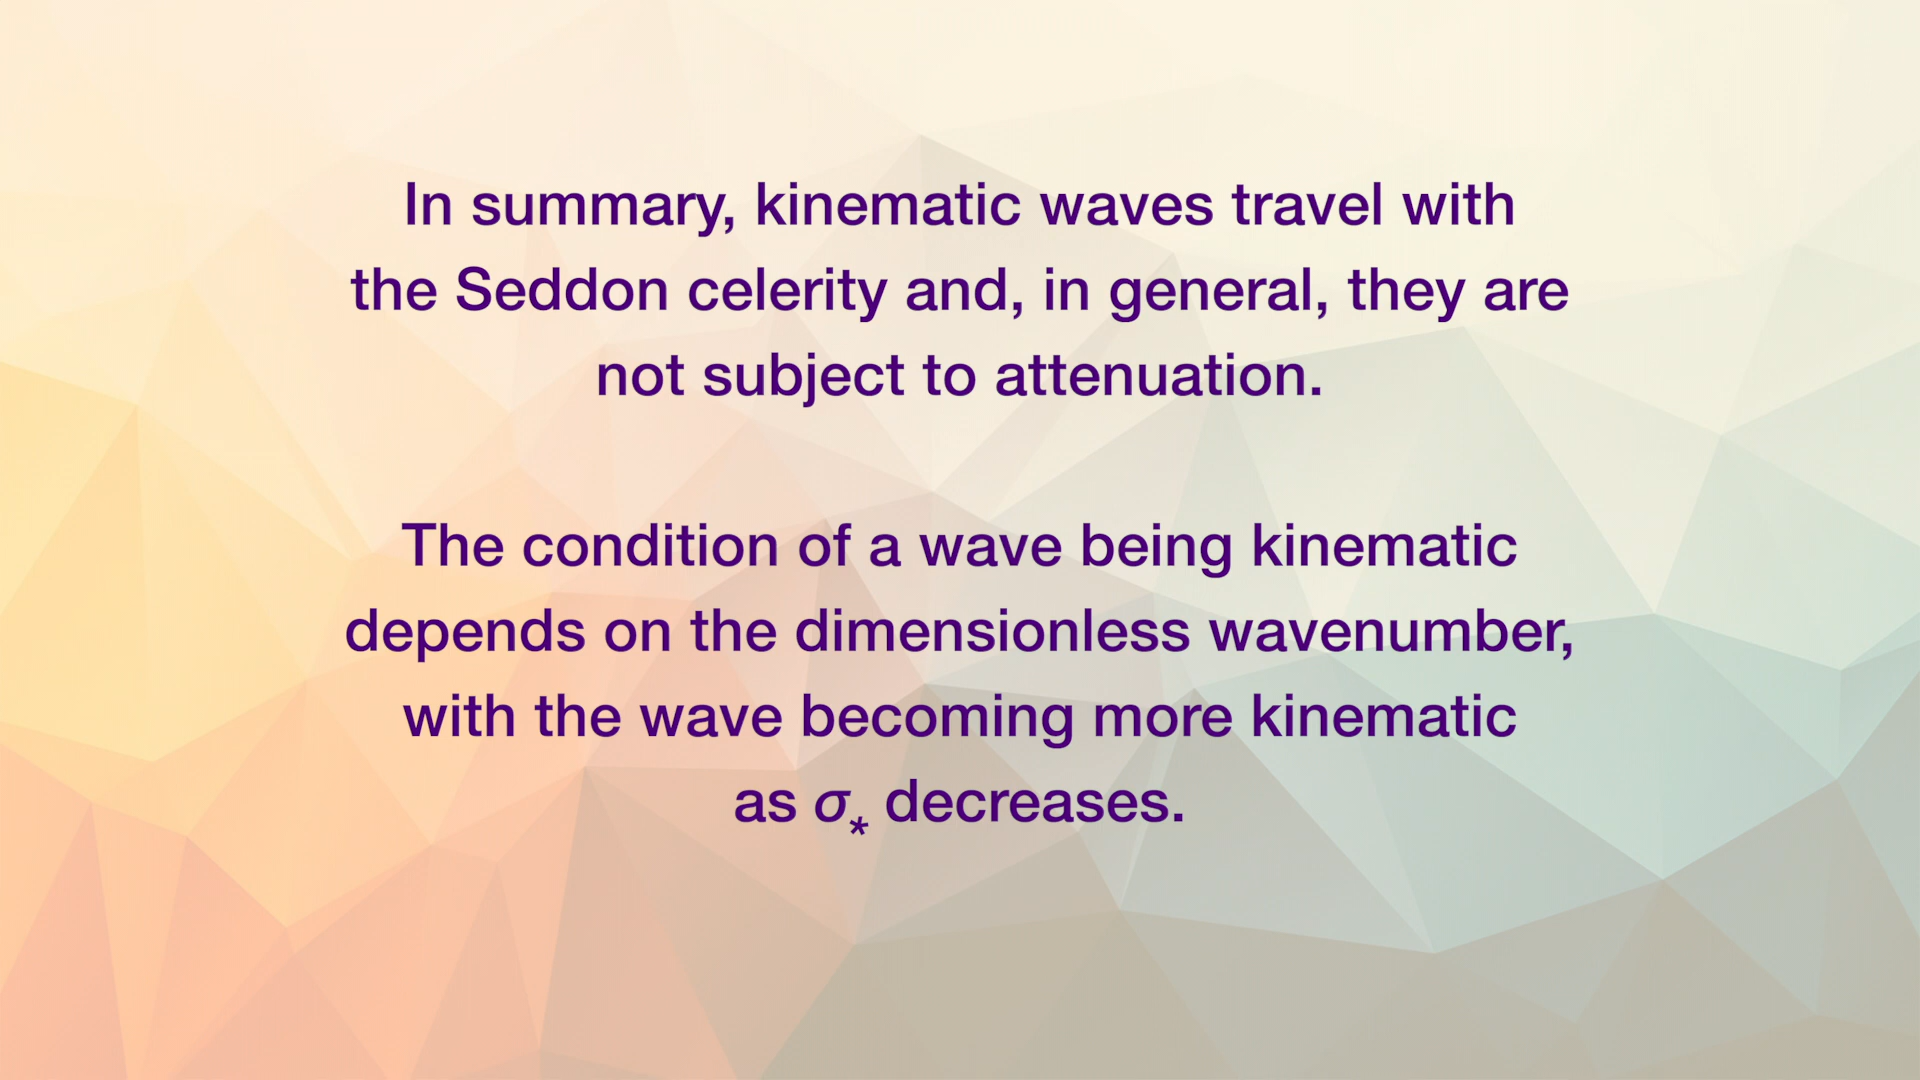 In summary, kinematic waves travel with
the Seddon celerity and, in general, they are
not subject to attenuation.
The condition of a wave being kinematic
depends on the dimensionless wavenumber,
with the wave becoming more kinematic
as σ* decreases.